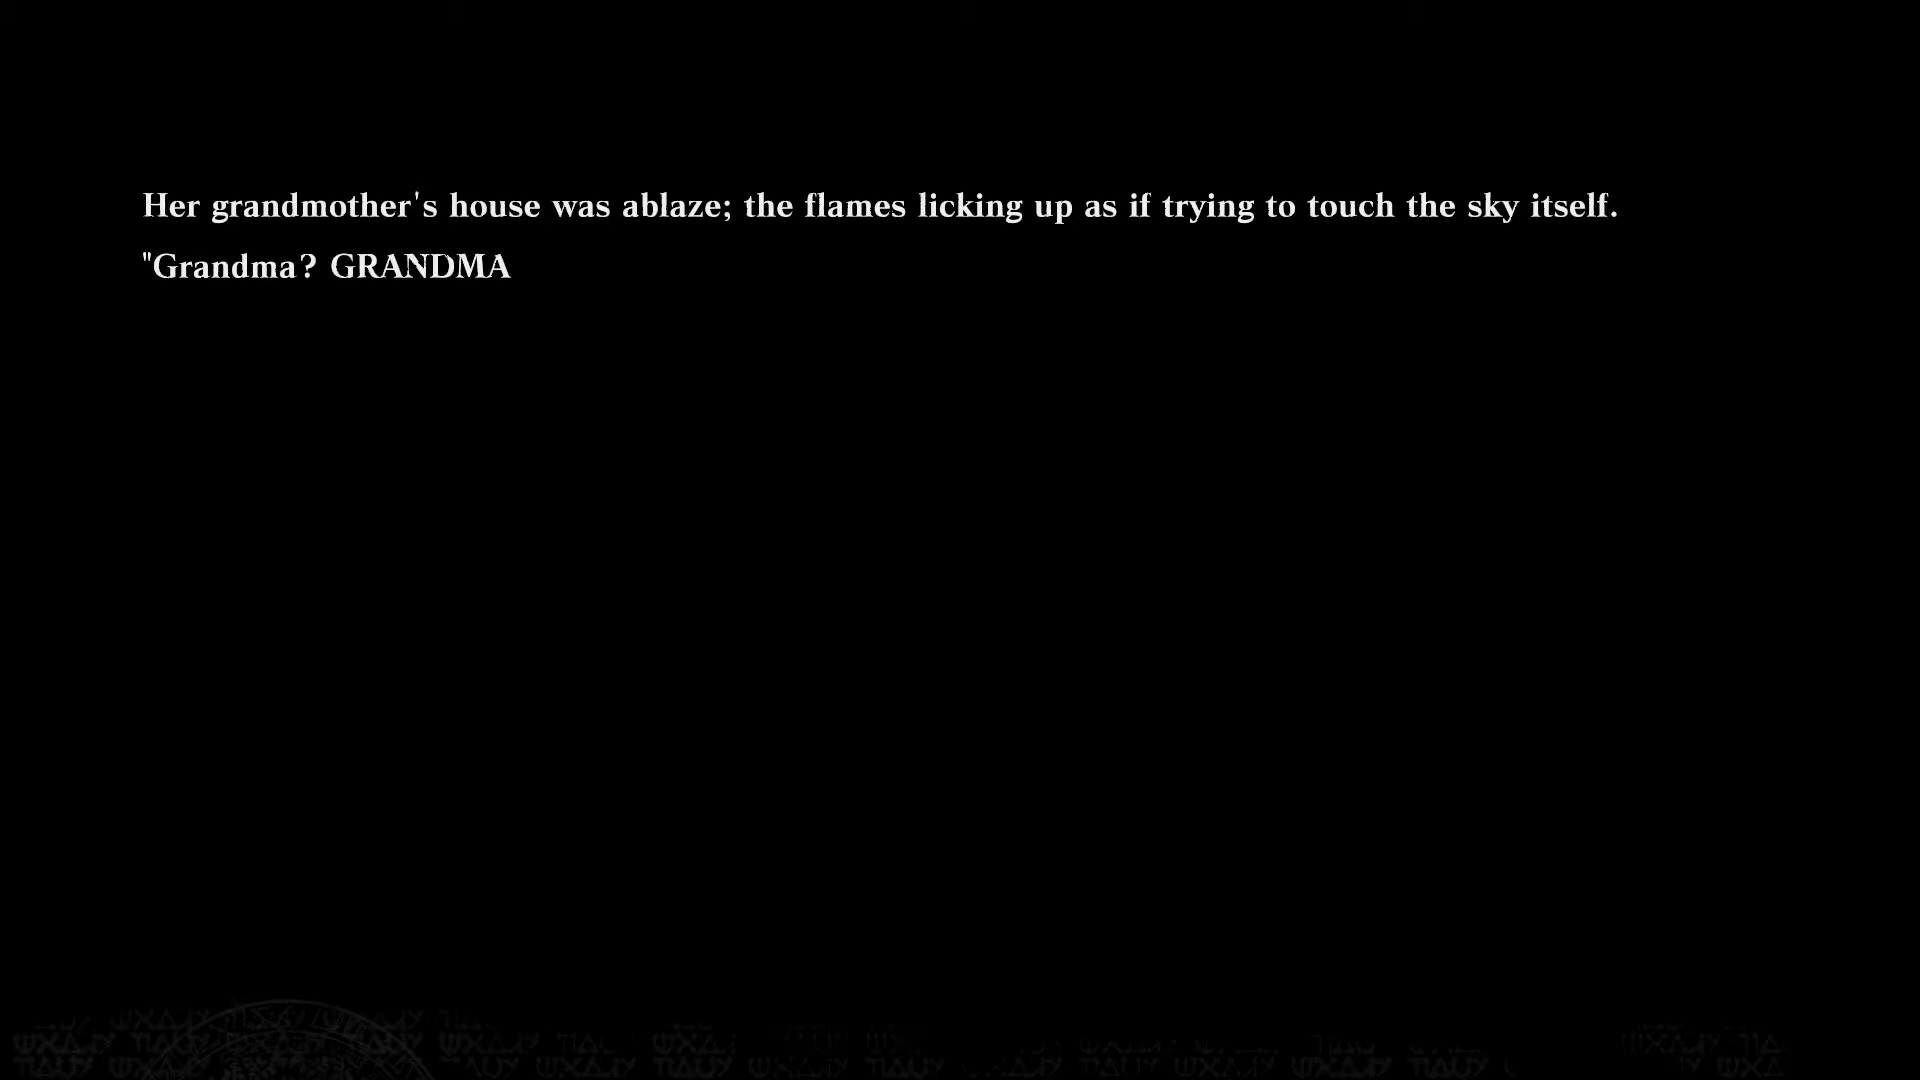 Her grandmother's house was ablaze; the flames licking up as if trying to touch the sky itself.
"Grandma? GRANDMA